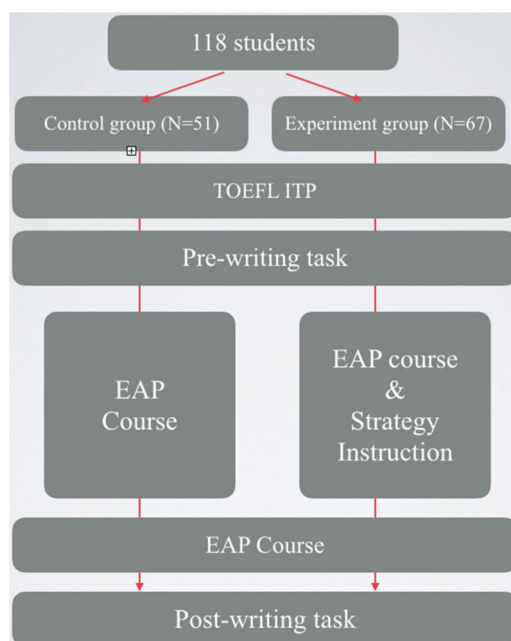 118 students
Control group (N=51)
Experiment group (N=67)
TOEFL ITP
Pre-writing task
EAP
Course
EAP course
&
Strategy
Instruction
EAP Course
Post-writing task